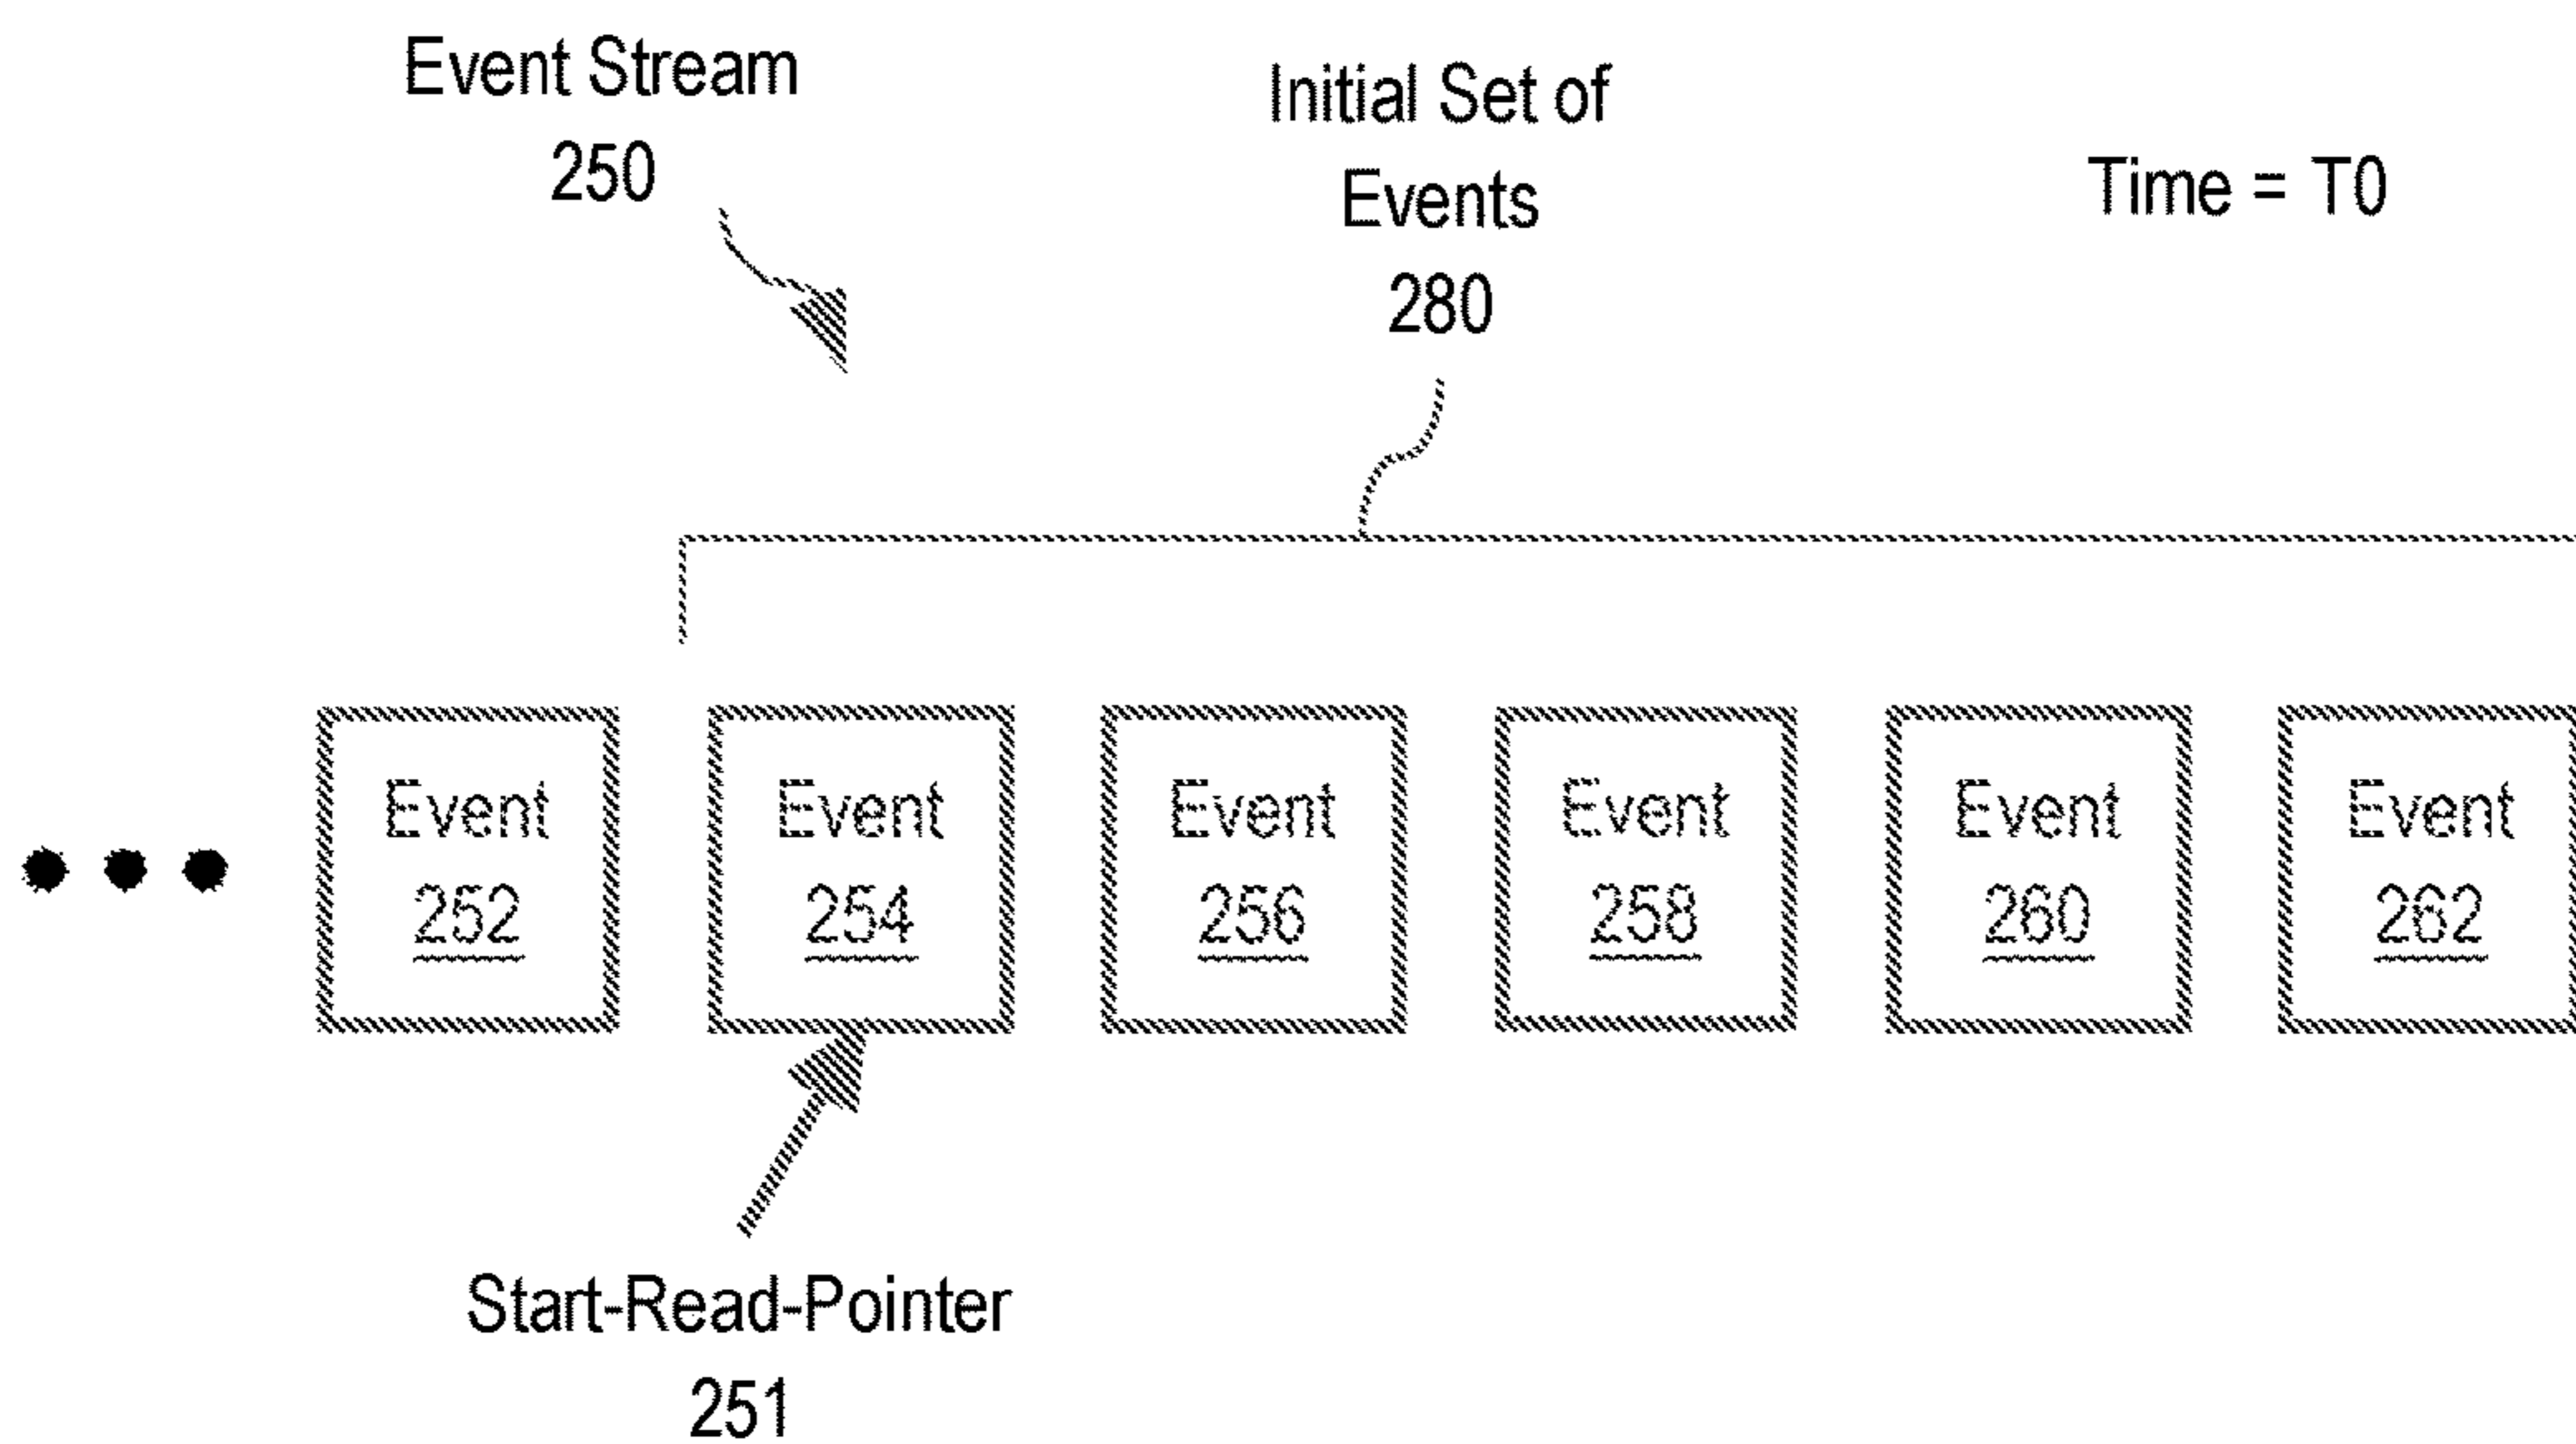 Event Stream
250
Initial Set of
Events
280
Time = T0
Event
252
Event
254
Event
256
Event
258
Event
260
Event
262
Start-Read-Pointer
251